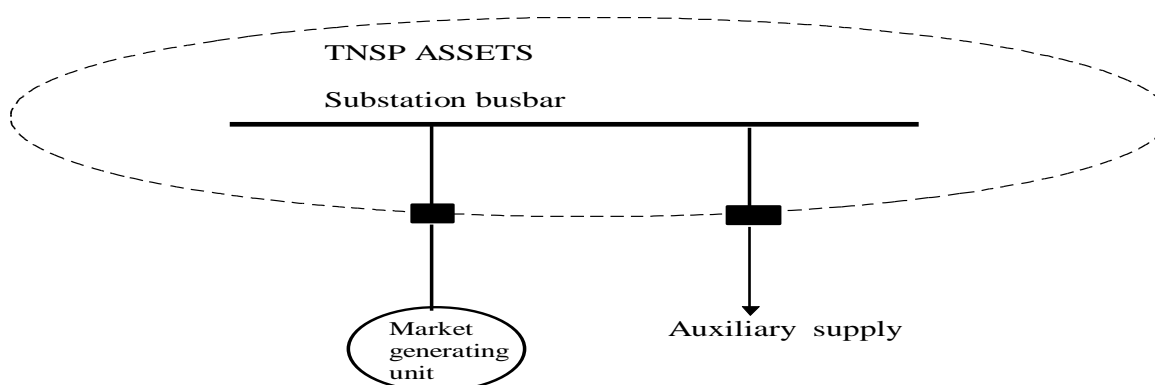 TNSP ASSETS
Substation busbar
Market
generating
unit
Auxiliary supply